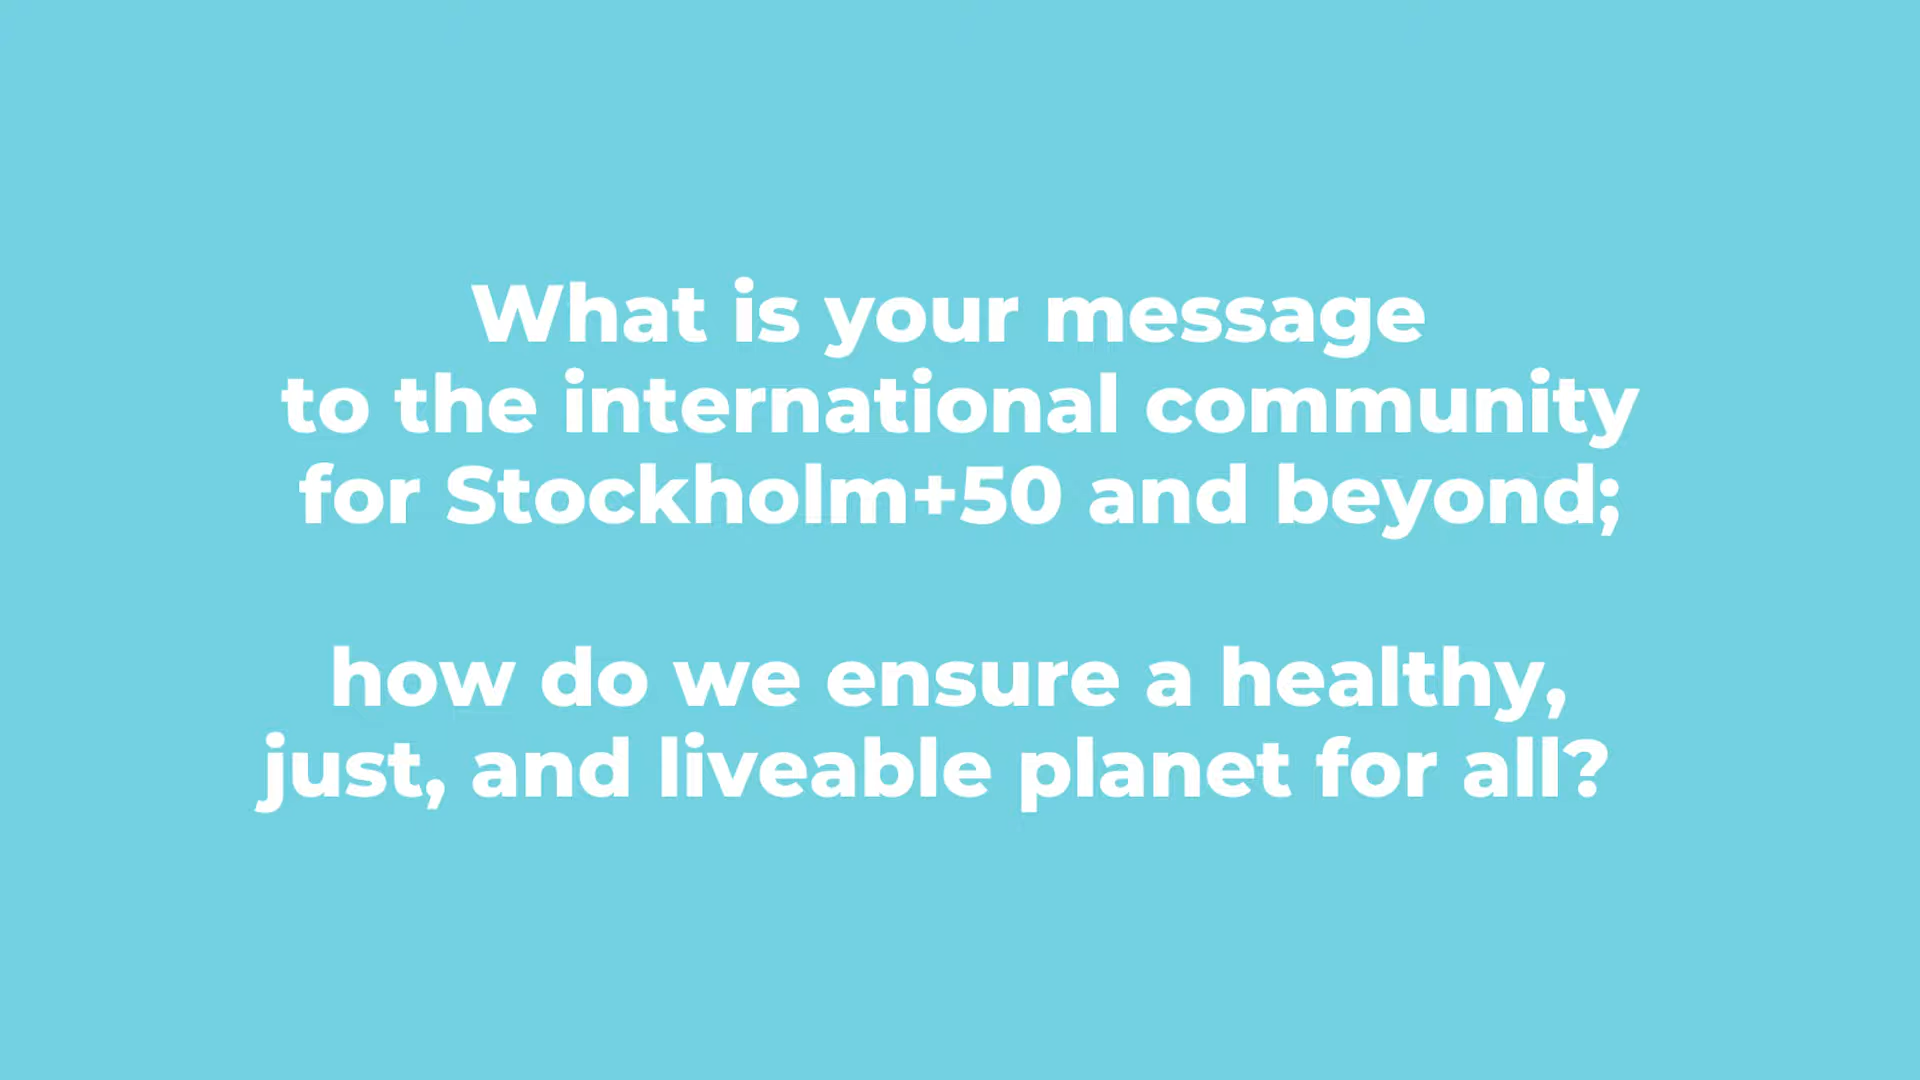 What is your message
to the international community
for Stockholm+50 and beyond;
how do we ensure a healthy,
just, and liveable planet for all?